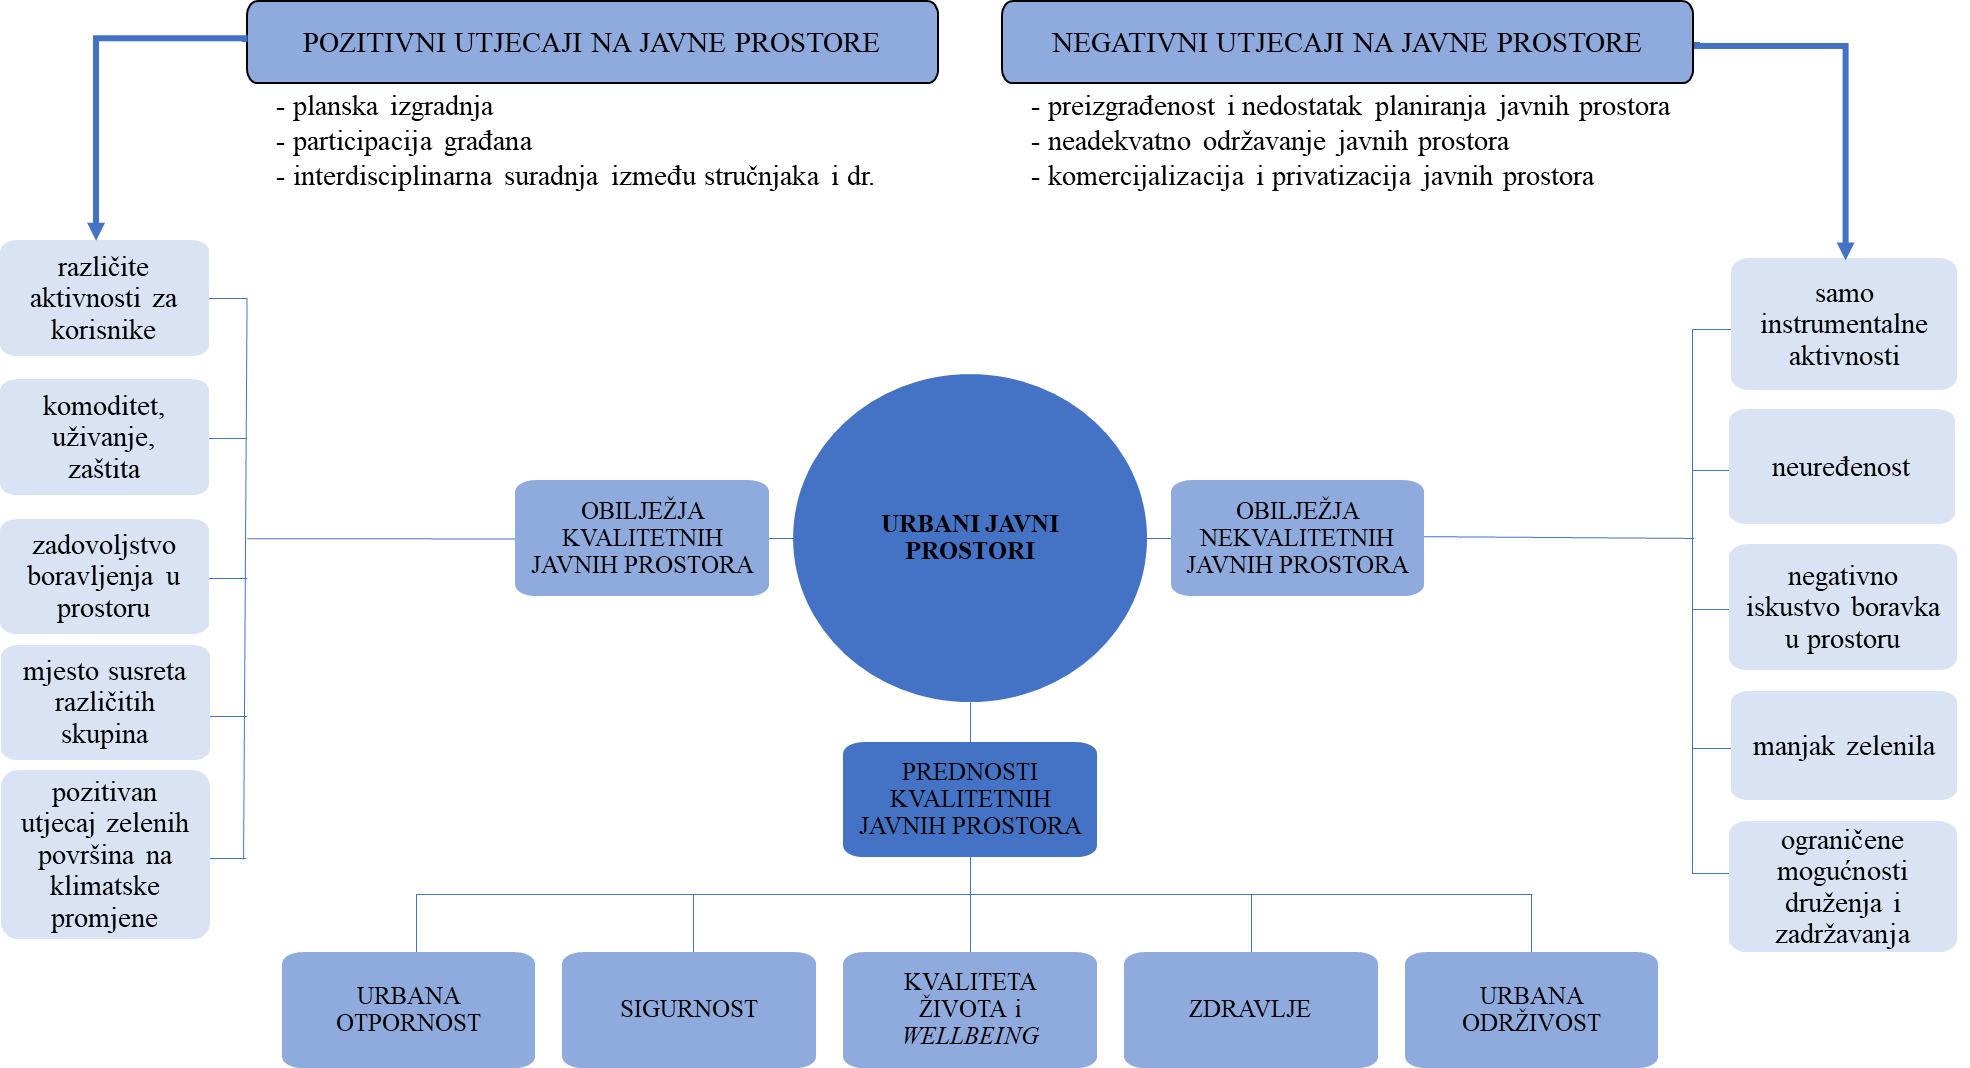 POZITIVNI UTJECAJI NA JAVNE PROSTORE
- planska izgradnja
- participacija građana
- interdisciplinarna suradnja između stručnjaka i dr.
NEGATIVNI UTJECAJI NA JAVNE PROSTORE
- preizgrađenost i nedostatak planiranja javnih prostora
- neadekvatno održavanje javnih prostora
- komercijalizacija i privatizacija javnih prostora
različite
aktivnosti za
korisnike
komoditet,
uživanje,
zaštita
zadovoljstvo
boravljenja u
prostoru
mjesto susreta
različitih
skupina
pozitivan
utjecaj zelenih
površina na
klimatske
promjene
OBILJEŽJA
KVALITETNIH
JAVNIH PROSTORA
URBANI JAVNI
PROSTORI
OBILJEŽJA
NEKVALITETNIH
JAVNIH PROSTORA
samo
instrumentalne
aktivnosti
neuređenost
negativno
iskustvo boravka
u prostoru
manjak zelenila
ograničene
mogućnosti
druženja i
zadržavanja
PREDNOSTI
KVALITETNIH
JAVNIH PROSTORA
URBANA
OTPORNOST
SIGURNOST
KVALITETA
ŽIVOTA i
WELLBEING
ZDRAVLJE
URBANA
ODRŽIVOST